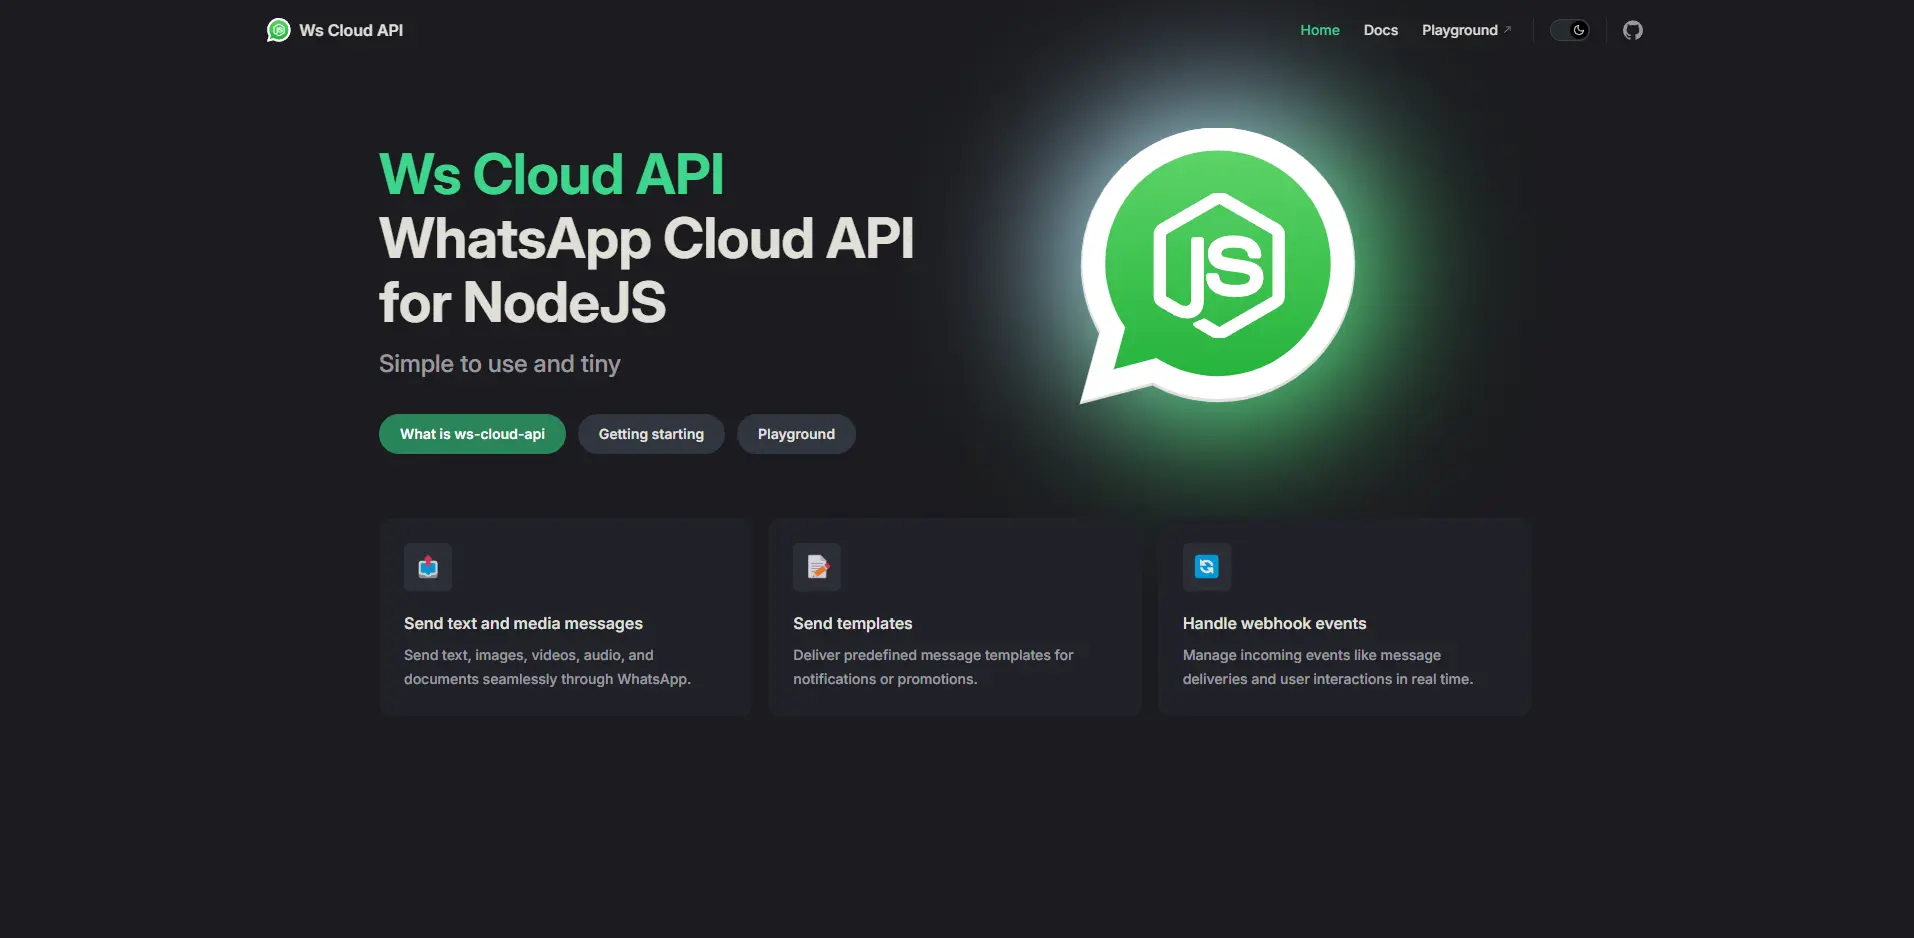 Ws Cloud API
Home
Docs
Playground
Ws Cloud API
WhatsApp Cloud API
for NodeJS
Simple to use and tiny
What is ws-cloud-api
Getting starting
Playground
JS
Send text and media messages
Send text, images, videos, audio, and
documents seamlessly through WhatsApp.
Send templates
Deliver predefined message templates for
notifications or promotions.
Handle webhook events
Manage incoming events like message
deliveries and user interactions in real time.